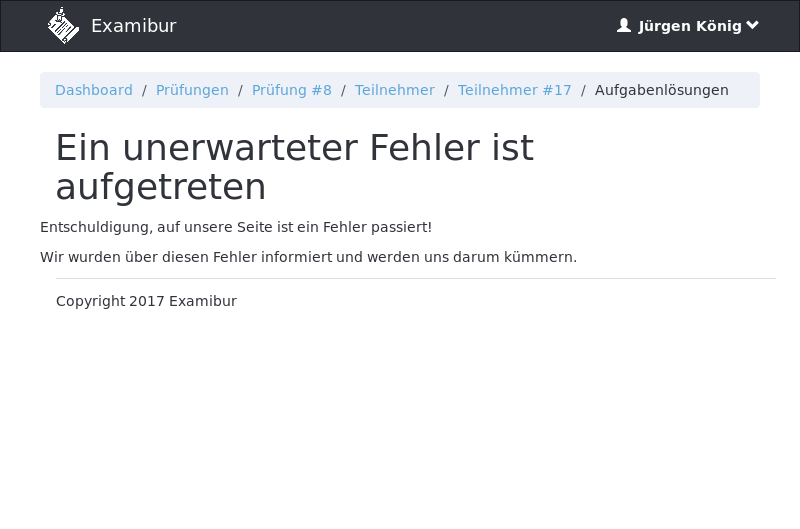 Examibur
Jürgen König
Dashboard / Prüfungen / Prüfung #8 / Teilnehmer / Teilnehmer #17 / Aufgabenlösungen
Ein unerwarteter Fehler ist
aufgetreten
Entschuldigung, auf unsere Seite ist ein Fehler passiert!
Wir wurden über diesen Fehler informiert und werden uns darum kümmern.
Copyright 2017 Examibur